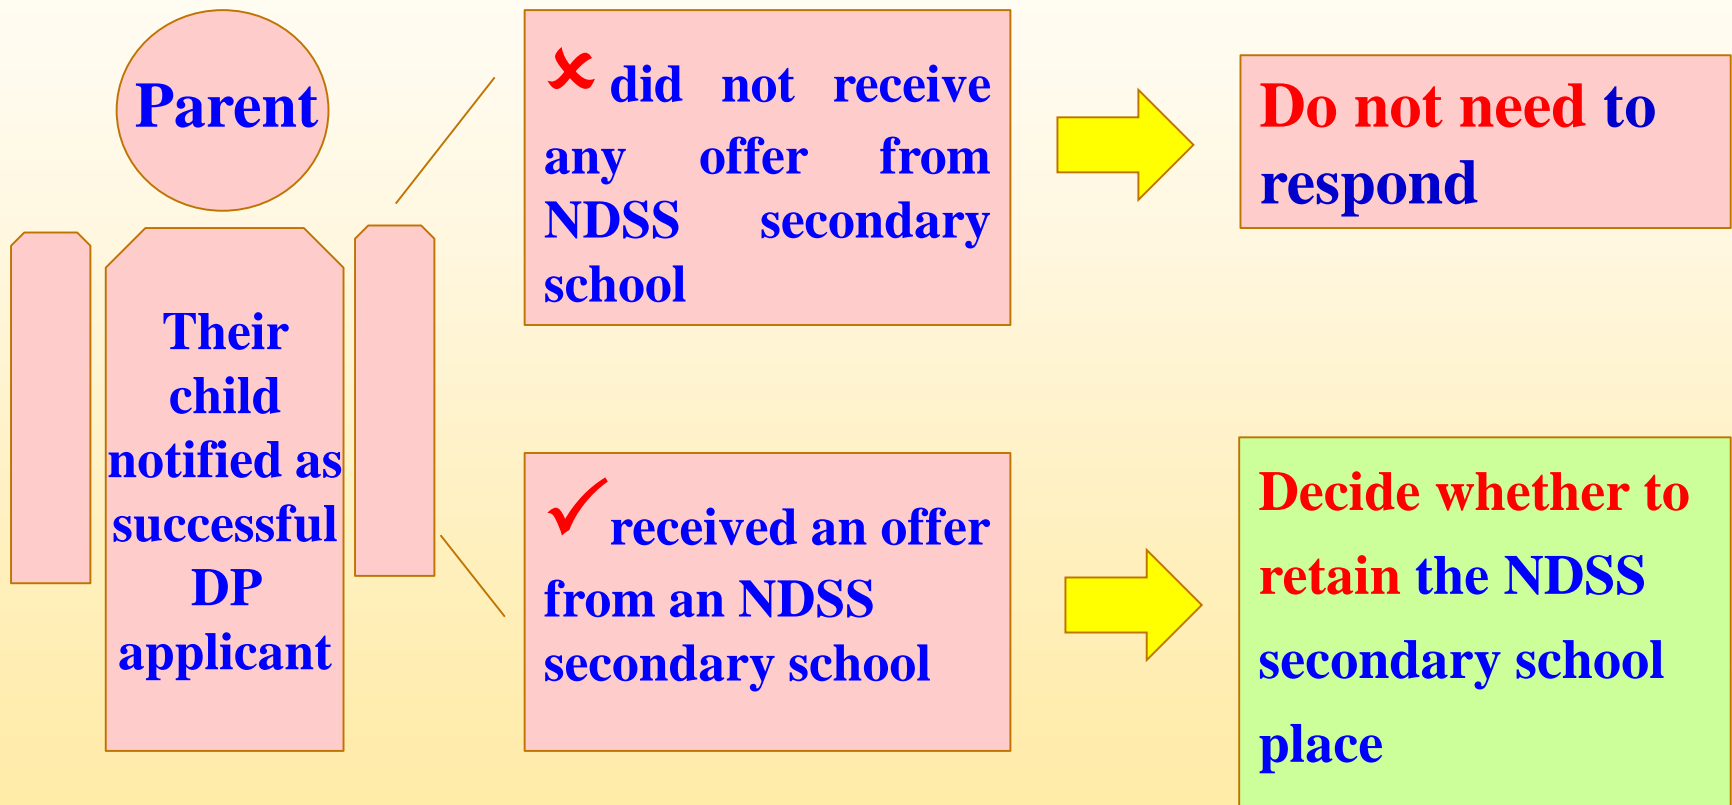 Parent
Their
child
notified as
successful
DP
applicant
✘ did not receive
any offer from
NDSS secondary
school
Do not need to
respond
✓ received an offer
from an NDSS
secondary school
Decide whether to
retain the NDSS
secondary school
place